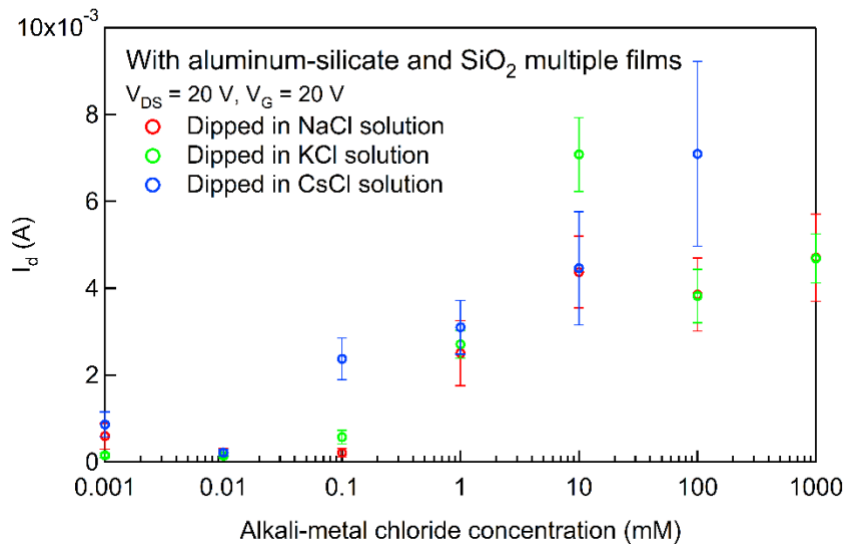 10x10⁻³
With aluminum-silicate and SiO₂ multiple films
V_DS = 20 V, V_G = 20 V
Dipped in NaCl solution
Dipped in KCl solution
Dipped in CsCl solution
8
6
4
2
0
I_d (A)
0.001 0.01 0.1 1 10 100 1000
Alkali-metal chloride concentration (mM)